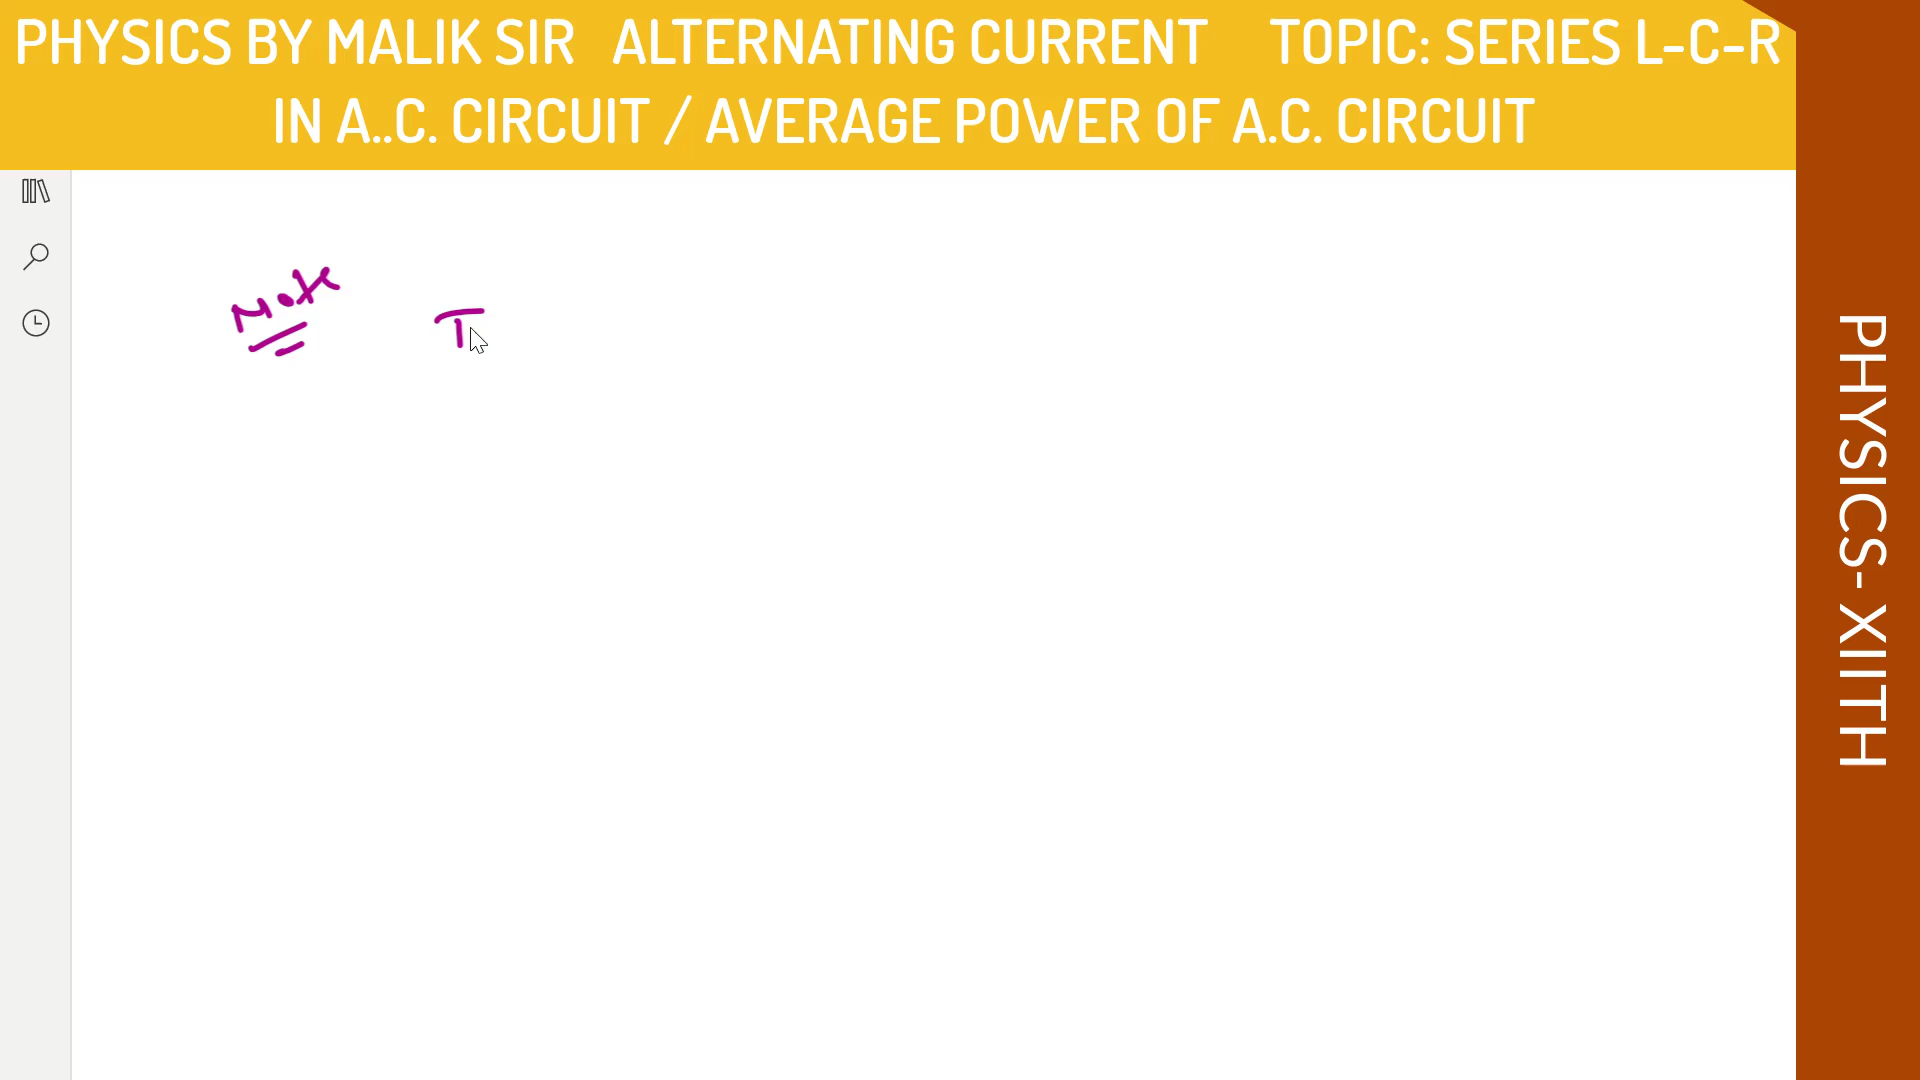 PHYSICS BY MALIK SIR ALTERNATING CURRENT TOPIC: SERIES L-C-R
IN A..C. CIRCUIT / AVERAGE POWER OF A.C. CIRCUIT
Note
T
PHYSICS- XIITH